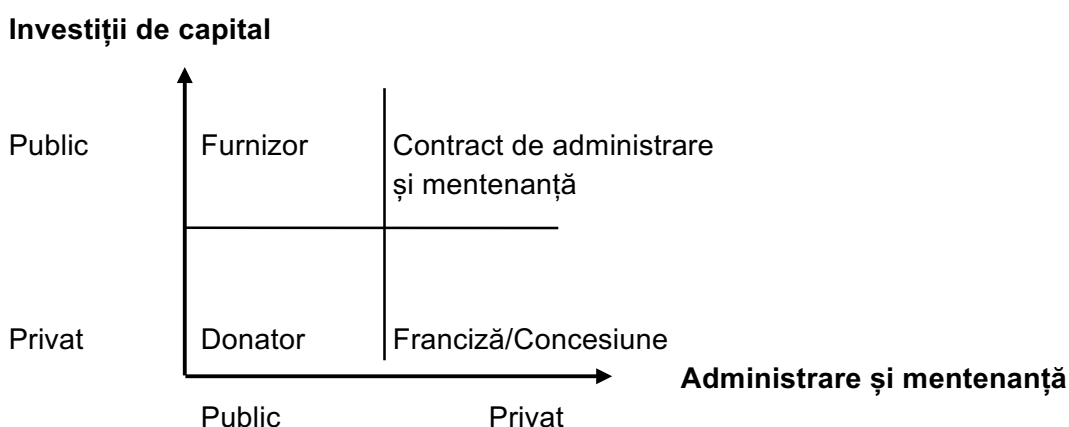 Investiții de capital
Public Furnizor Contract de administrare
și mentenanță
Privat Donator Franciză/Concesiune
Administrare și mentenanță
Public Privat